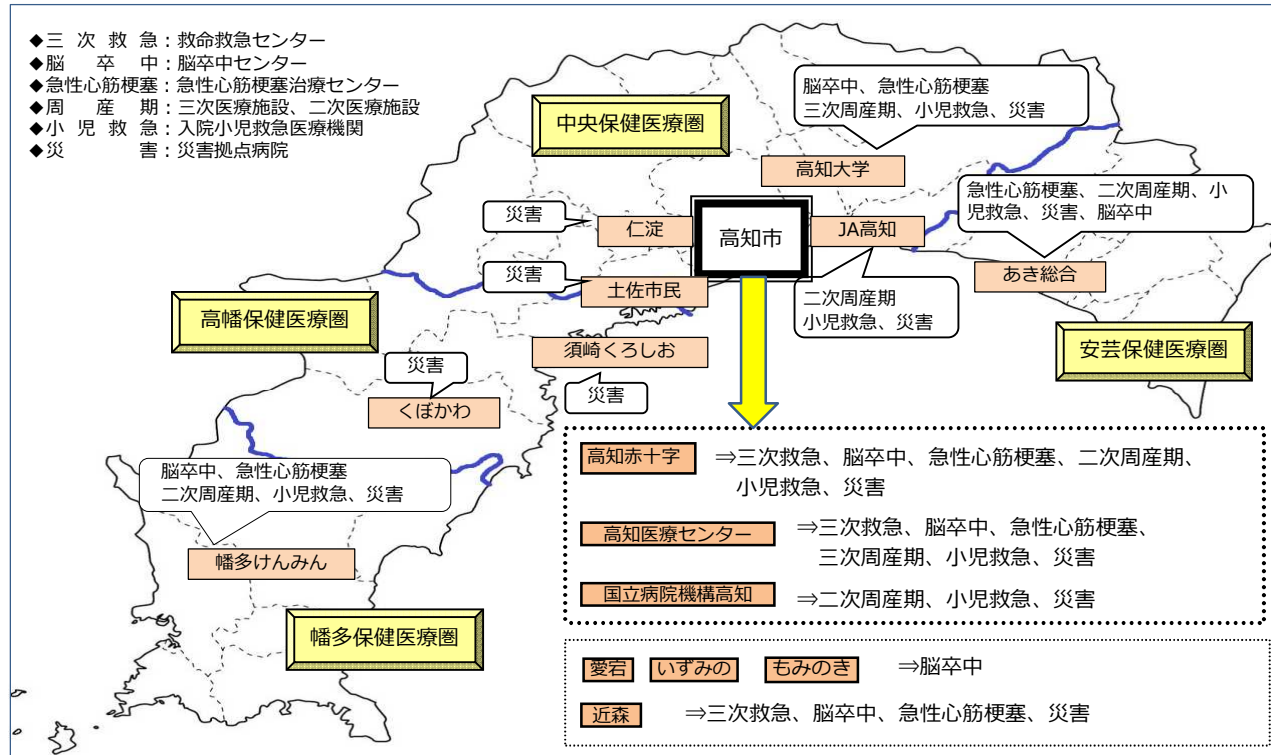 ◆三次救急：救命救急センター
◆脳卒中：脳卒中センター
◆急性心筋梗塞：急性心筋梗塞治療センター
◆周産期：三次医療施設、二次医療施設
◆小児救急：入院小児救急医療機関
◆災害：災害拠点病院
中央保健医療圏
脳卒中、急性心筋梗塞
三次周産期、小児救急、災害
高知大学
急性心筋梗塞、二次周産期、小
児救急、災害、脳卒中
災害
仁淀
高知市
JA高知
あき総合
災害
土佐市民
二次周産期
小児救急、災害
高幡保健医療圏
須崎くろしお
安芸保健医療圏
災害
災害
くぼかわ
脳卒中、急性心筋梗塞
二次周産期、小児救急、災害
幡多けんみん
幡多保健医療圏
高知赤十字 ⇒三次救急、脳卒中、急性心筋梗塞、二次周産期、
小児救急、災害
高知医療センター ⇒三次救急、脳卒中、急性心筋梗塞、
三次周産期、小児救急、災害
国立病院機構高知 ⇒二次周産期、小児救急、災害
愛宕 いずみの もみのき ⇒脳卒中
近森 ⇒三次救急、脳卒中、急性心筋梗塞、災害